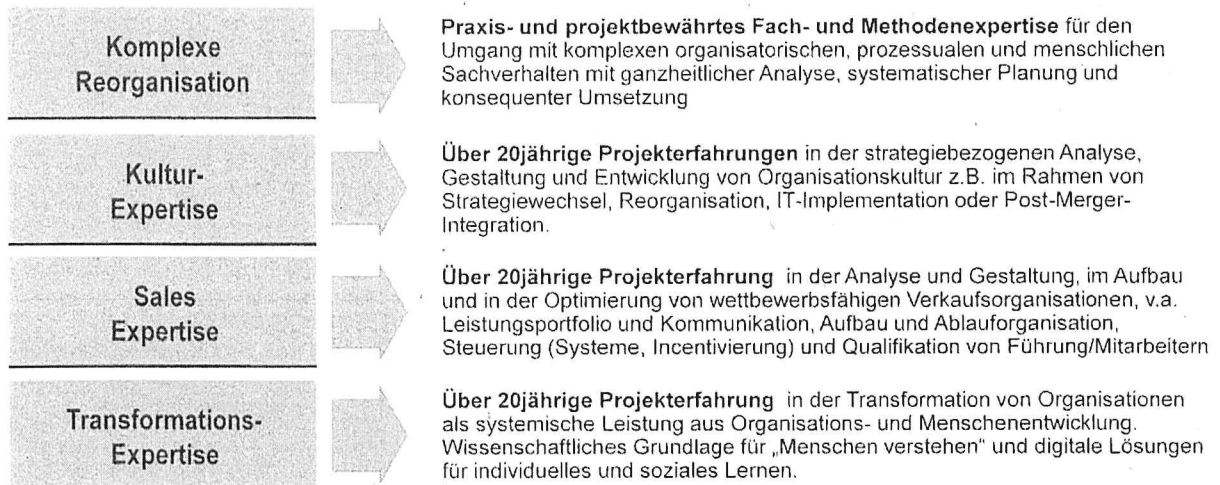 Komplexe
Reorganisation
Praxis- und projektbewährtes Fach- und Methodenexpertise für den
Umgang mit komplexen organisatorischen, prozessualen und menschlichen
Sachverhalten mit ganzheitlicher Analyse, systematischer Planung und
konsequenter Umsetzung
Kultur-
Expertise
Über 20jährige Projekterfahrungen in der strategiebezogenen Analyse,
Gestaltung und Entwicklung von Organisationskultur z.B. im Rahmen von
Strategiewechsel, Reorganisation, IT-Implementation oder Post-Merger-
Integration.
Sales
Expertise
Über 20jährige Projekterfahrung in der Analyse und Gestaltung, im Aufbau
und in der Optimierung von wettbewerbsfähigen Verkaufsorganisationen, v.a.
Leistungsportfolio und Kommunikation, Aufbau und Ablauforganisation,
Steuerung (Systeme, Incentivierung) und Qualifikation von Führung/Mitarbeitern
Transformations-
Expertise
Über 20jährige Projekterfahrung in der Transformation von Organisationen
als systemische Leistung aus Organisations- und Menschenentwicklung.
Wissenschaftliches Grundlage für „Menschen verstehen“ und digitale Lösungen
für individuelles und soziales Lernen.